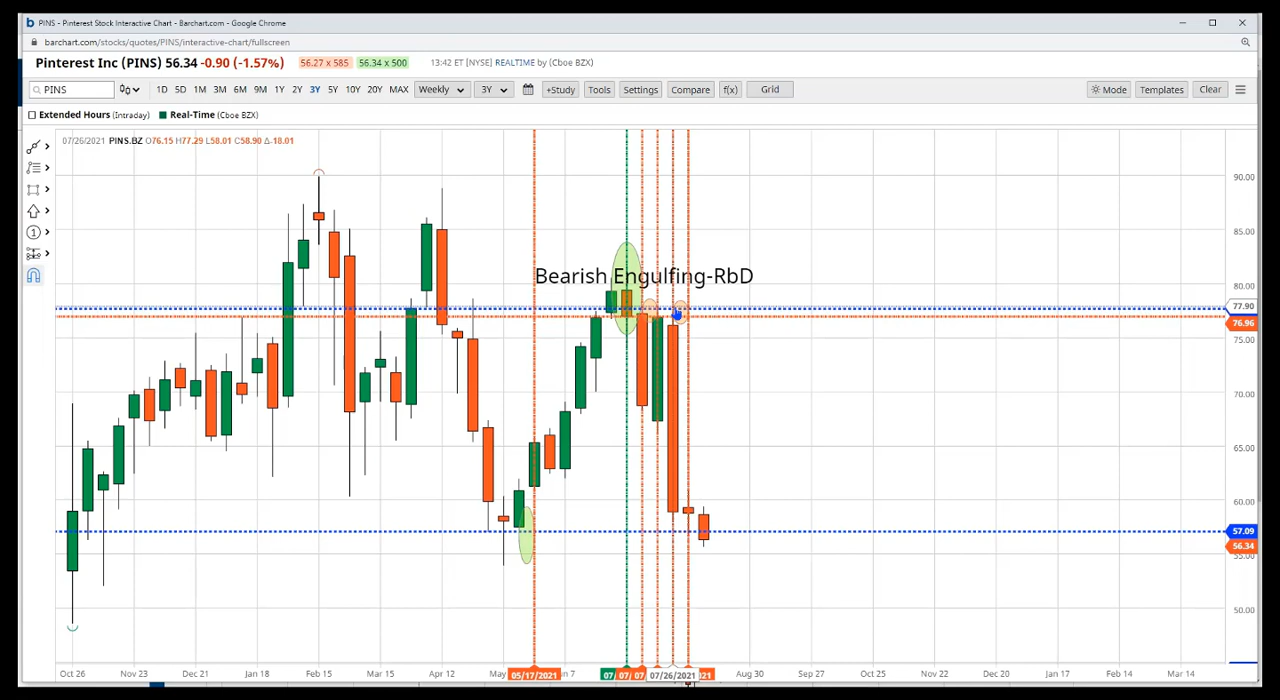 PINS - Pinterest Stock Interactive Chart - Barchart.com - Google Chrome
barchart.com/stocks/quotes/PINS/interactive-chart/fullscreen
Pinterest Inc (PINS) 56.34 -0.90 (-1.57%) 56.27 x 585 56.34 x 500 13:42 ET [NYSE] REALTIME by (Cboe BZX)
PINS 1D 5D 1M 3M 6M 9M 1Y 2Y 3Y 5Y 10Y 20Y MAX Weekly 3Y +Study Tools Settings Compare f(x) Grid Mode Templates Clear
Extended Hours (Intraday) Real-Time (Cboe BZX)
07/26/2021 PINS.BZ O76.15 H77.29 L58.01 C58.90 Δ-18.01
90.00
85.00
Bearish Engulfing-RbD
80.00
77.90
76.96
75.00
70.00
65.00
60.00
57.09
56.34
55.00
50.00
Oct 26 Nov 23 Dec 21 Jan 18 Feb 15 Mar 15 Apr 12 May 05/17/2021 n 7 07 07 07 07/26/2021 21 Aug 30 Sep 27 Oct 25 Nov 22 Dec 20 Jan 17 Feb 14 Mar 14